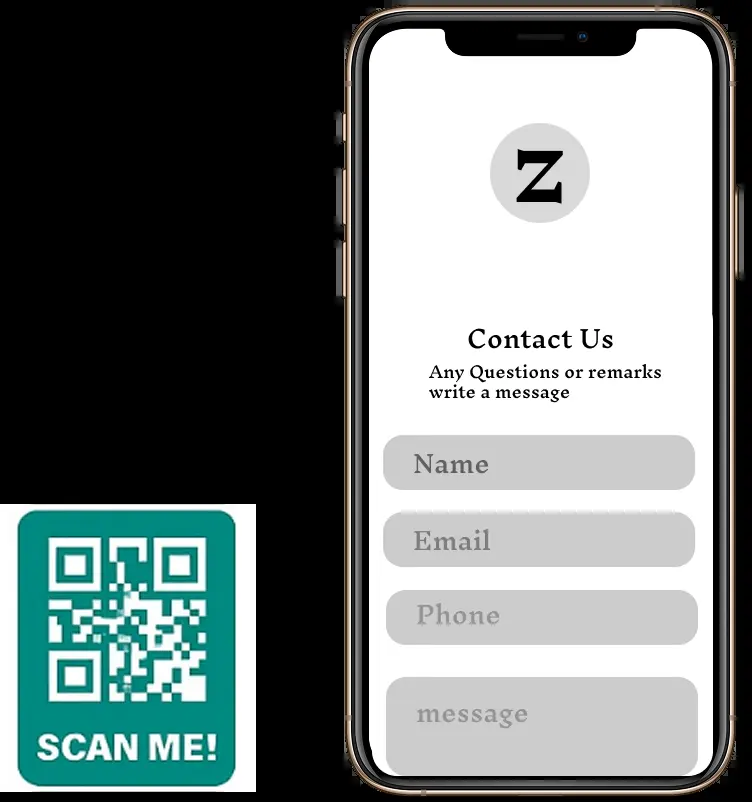 Z
Contact Us
Any Questions or remarks
write a message
Name
Email
Phone
message
SCAN ME!